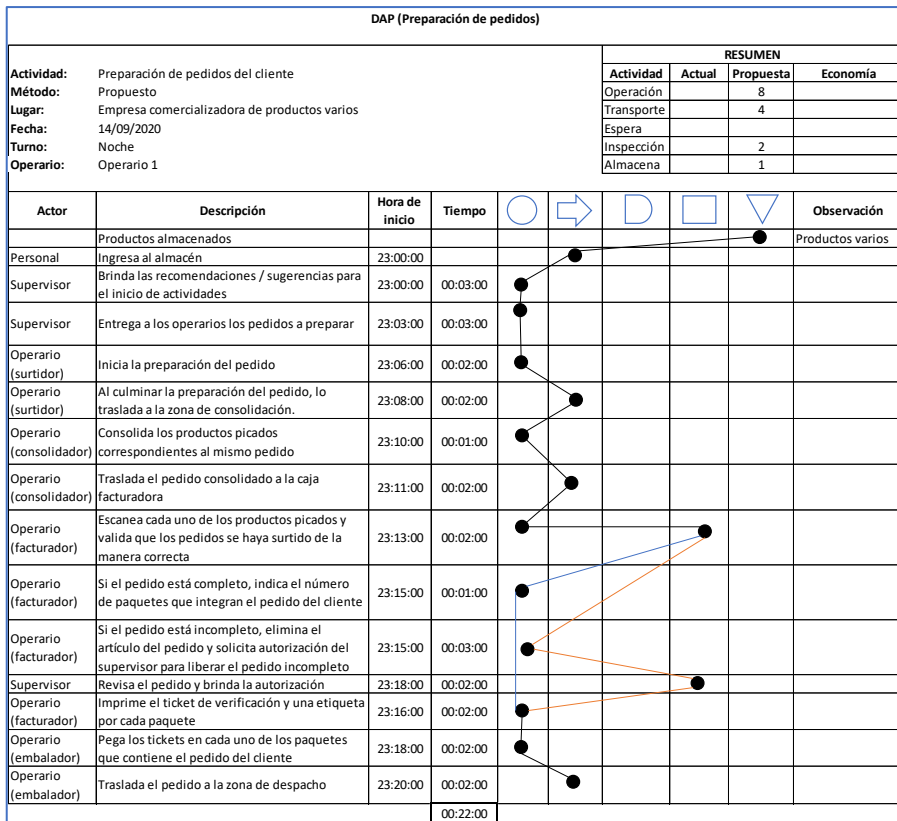 DAP (Preparación de pedidos)
RESUMEN
Actividad: Preparación de pedidos del cliente
Actividad Actual Propuesta Economía
Método: Propuesto
Operación 8
Lugar: Empresa comercializadora de productos varios
Transporte 4
Fecha: 14/09/2020
Espera
Turno: Noche
Inspección 2
Operario: Operario 1
Almacena 1
Actor Descripción Hora de inicio Tiempo Observación
Productos almacenados Productos varios
Personal Ingresa al almacén 23:00:00
Supervisor Brinda las recomendaciones / sugerencias para
el inicio de actividades 23:00:00 00:03:00
Supervisor Entrega a los operarios los pedidos a preparar 23:03:00 00:03:00
Operario
(surtidor) Inicia la preparación del pedido 23:06:00 00:02:00
Operario
(surtidor) Al culminar la preparación del pedido, lo
traslada a la zona de consolidación. 23:08:00 00:02:00
Operario
(consolidador) Consolida los productos picados
correspondientes al mismo pedido 23:10:00 00:01:00
Operario
(consolidador) Traslada el pedido consolidado a la caja
facturadora 23:11:00 00:02:00
Operario
(facturador) Escanea cada uno de los productos picados y
valida que los pedidos se haya surtido de la
manera correcta 23:13:00 00:02:00
Operario
(facturador) Si el pedido está completo, indica el número
de paquetes que integran el pedido del cliente 23:15:00 00:01:00
Operario
(facturador) Si el pedido está incompleto, elimina el
artículo del pedido y solicita autorización del
supervisor para liberar el pedido incompleto 23:15:00 00:03:00
Supervisor Revisa el pedido y brinda la autorización 23:18:00 00:02:00
Operario
(facturador) Imprime el ticket de verificación y una etiqueta
por cada paquete 23:16:00 00:02:00
Operario
(embalador) Pega los tickets en cada uno de los paquetes
que contiene el pedido del cliente 23:18:00 00:02:00
Operario
(embalador) Traslada el pedido a la zona de despacho 23:20:00 00:02:00
00:22:00